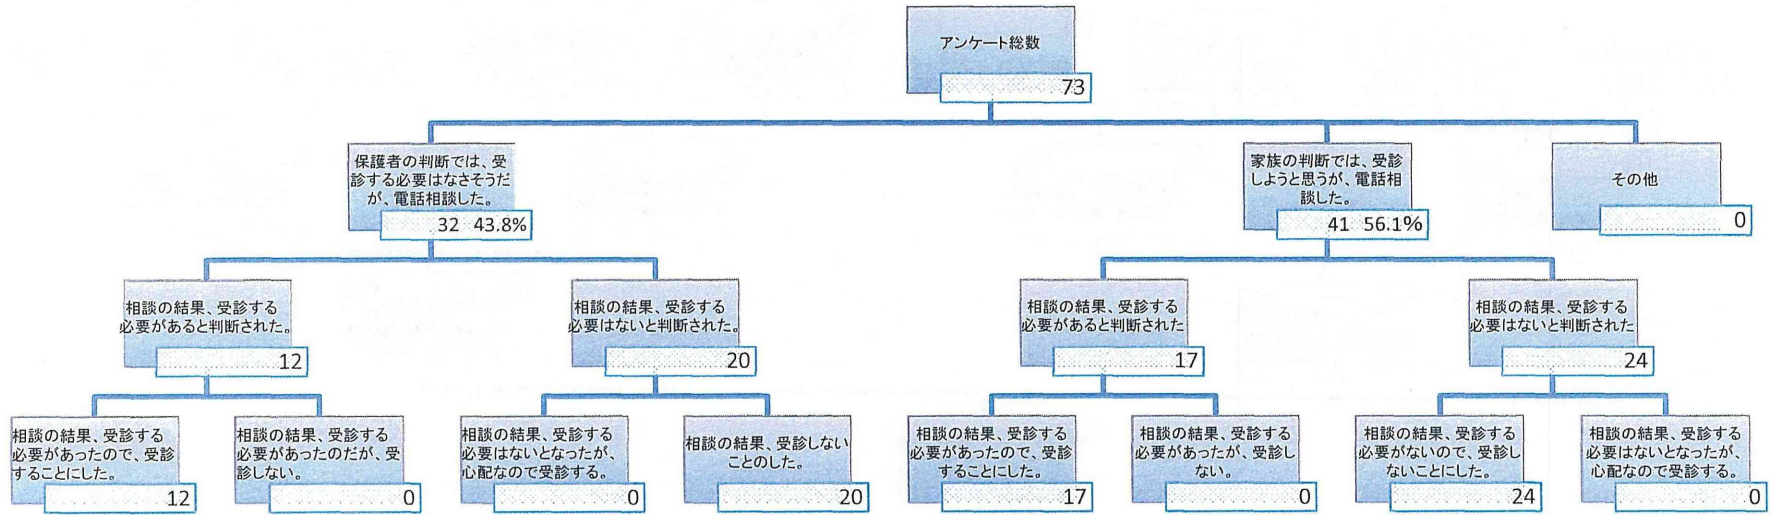 アンケート総数
73
保護者の判断では、受
診する必要はなさそうだ
が、電話相談した。
32 43.8%
家族の判断では、受診
しようと思うが、電話相
談した。
41 56.1%
その他
0
相談の結果、受診する
必要があると判断された。
12
相談の結果、受診する
必要はないと判断された。
20
相談の結果、受診する
必要があると判断された
17
相談の結果、受診する
必要はないと判断された
24
相談の結果、受診する
必要があったので、受診
することにした。
12
相談の結果、受診する
必要があったのだが、受
診しない。
0
相談の結果、受診する
必要はないとなったが、
心配なので受診する。
0
相談の結果、受診しない
ことのした。
20
相談の結果、受診する
必要があったので、受診
することにした。
17
相談の結果、受診する
必要があったが、受診し
ない。
0
相談の結果、受診する
必要がないので、受診し
ないことにした。
24
相談の結果、受診する
必要はないとなったが、
心配なので受診する。
0